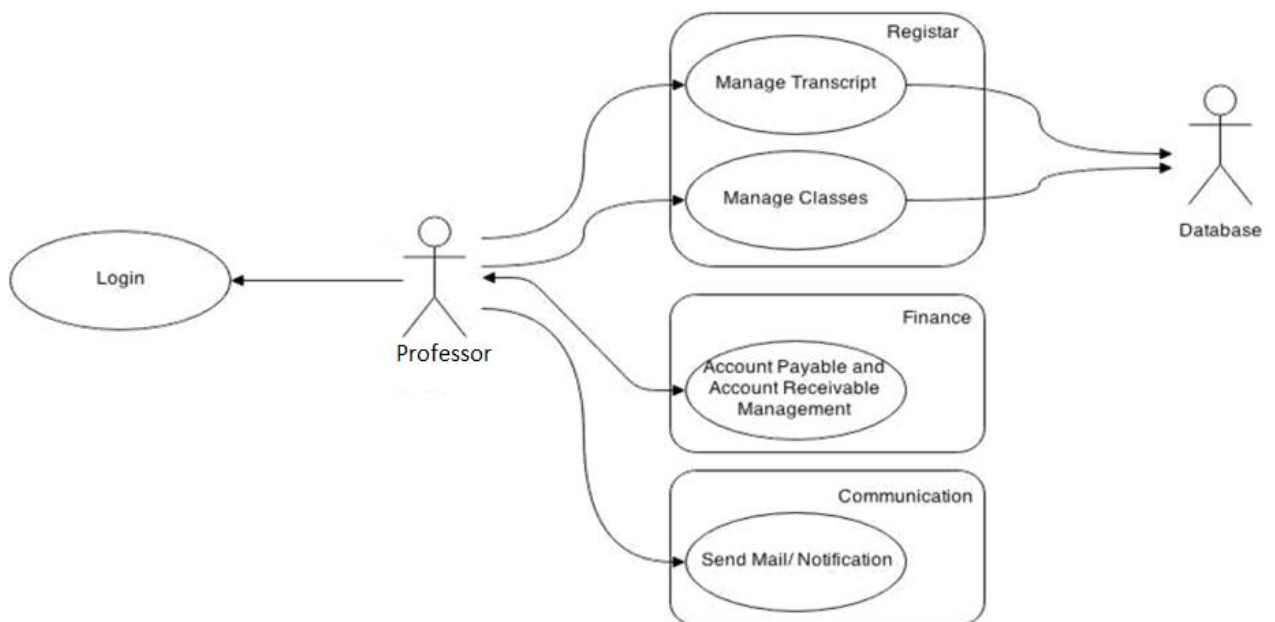 Registar
Manage Transcript
Manage Classes
Database
Login
Professor
Finance
Account Payable and
Account Receivable
Management
Communication
Send Mail/ Notification